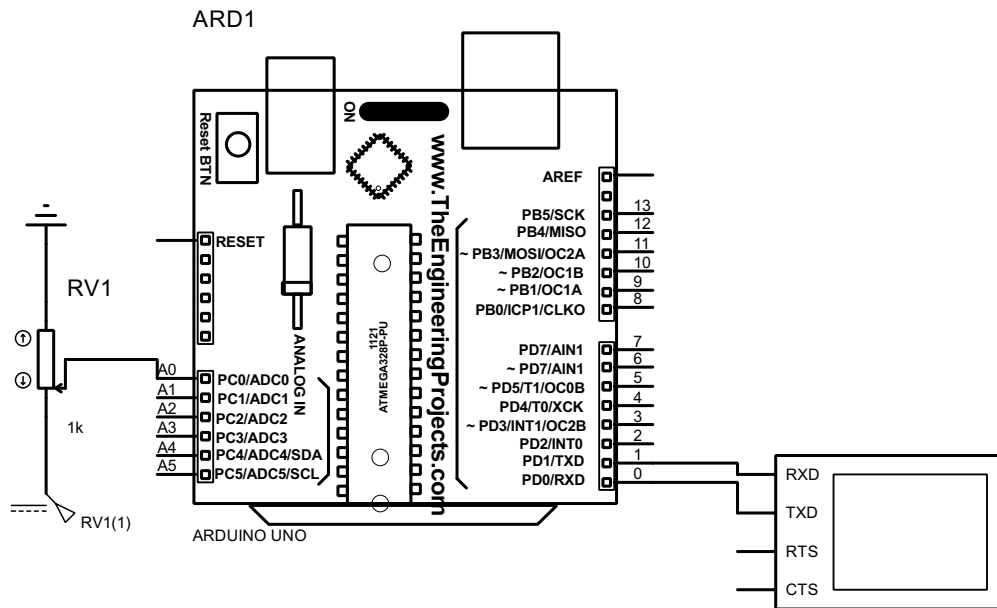 ARD1
Reset BTN
ON
www.TheEngineeringProjects.com
RESET
ANALOG IN
1121
ATMEGA328P-PU
RV1
1k
RV1(1)
A0
PC0/ADC0
A1
PC1/ADC1
A2
PC2/ADC2
A3
PC3/ADC3
A4
PC4/ADC4/SDA
A5
PC5/ADC5/SCL
AREF
PB5/SCK
13
PB4/MISO
12
~ PB3/MOSI/OC2A
11
~ PB2/OC1B
10
~ PB1/OC1A
9
PB0/ICP1/CLKO
8
PD7/AIN1
7
~ PD7/AIN1
6
~ PD5/T1/OC0B
5
PD4/T0/XCK
4
~ PD3/INT1/OC2B
3
PD2/INT0
2
PD1/TXD
1
PD0/RXD
0
ARDUINO UNO
RXD
TXD
RTS
CTS